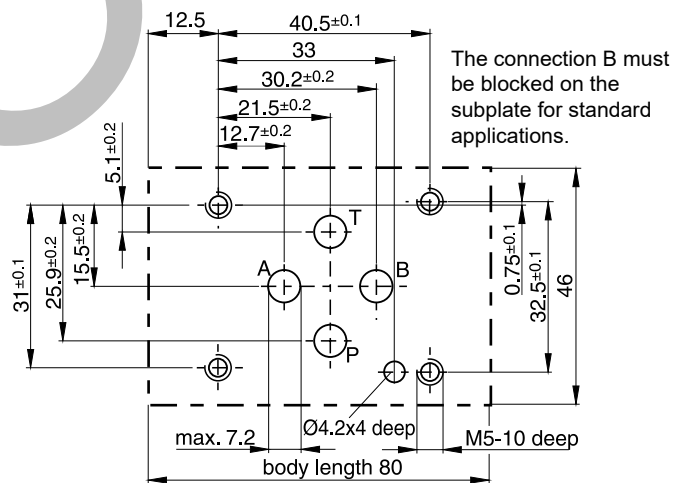 12.5
40.5±0.1
33
30.2±0.2
21.5±0.2
12.7±0.2
The connection B must
be blocked on the
subplate for standard
applications.
5.1±0.2
15.5±0.2
25.9±0.2
31±0.1
T
A
B
P
0.75±0.1
32.5±0.1
46
Ø4.2x4 deep
max. 7.2
M5-10 deep
body length 80